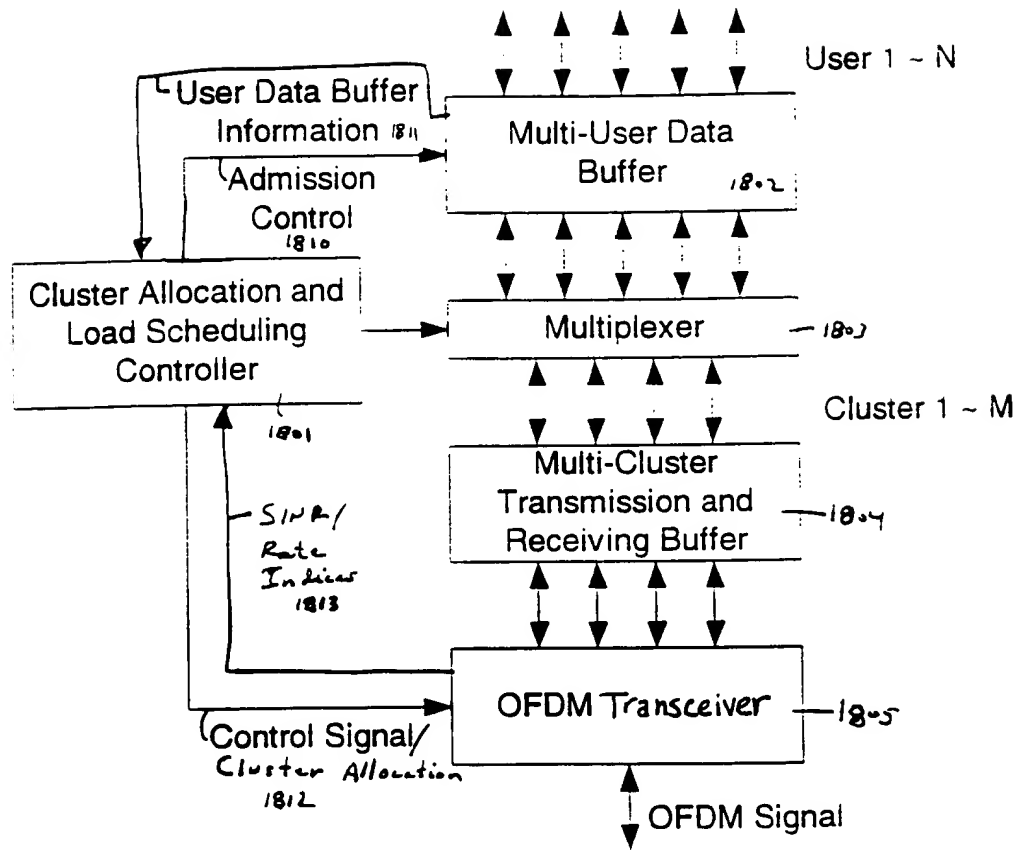 User 1 ~ N
User Data Buffer
Information 1811
Multi-User Data
Buffer
1802
Admission
Control
1810
Cluster Allocation and
Load Scheduling
Controller
1801
Multiplexer
1803
Cluster 1 ~ M
Multi-Cluster
Transmission and
Receiving Buffer
1804
SINR/
Rate
Indices
1813
OFDM Transceiver
1805
Control Signal/
Cluster Allocation
1812
OFDM Signal